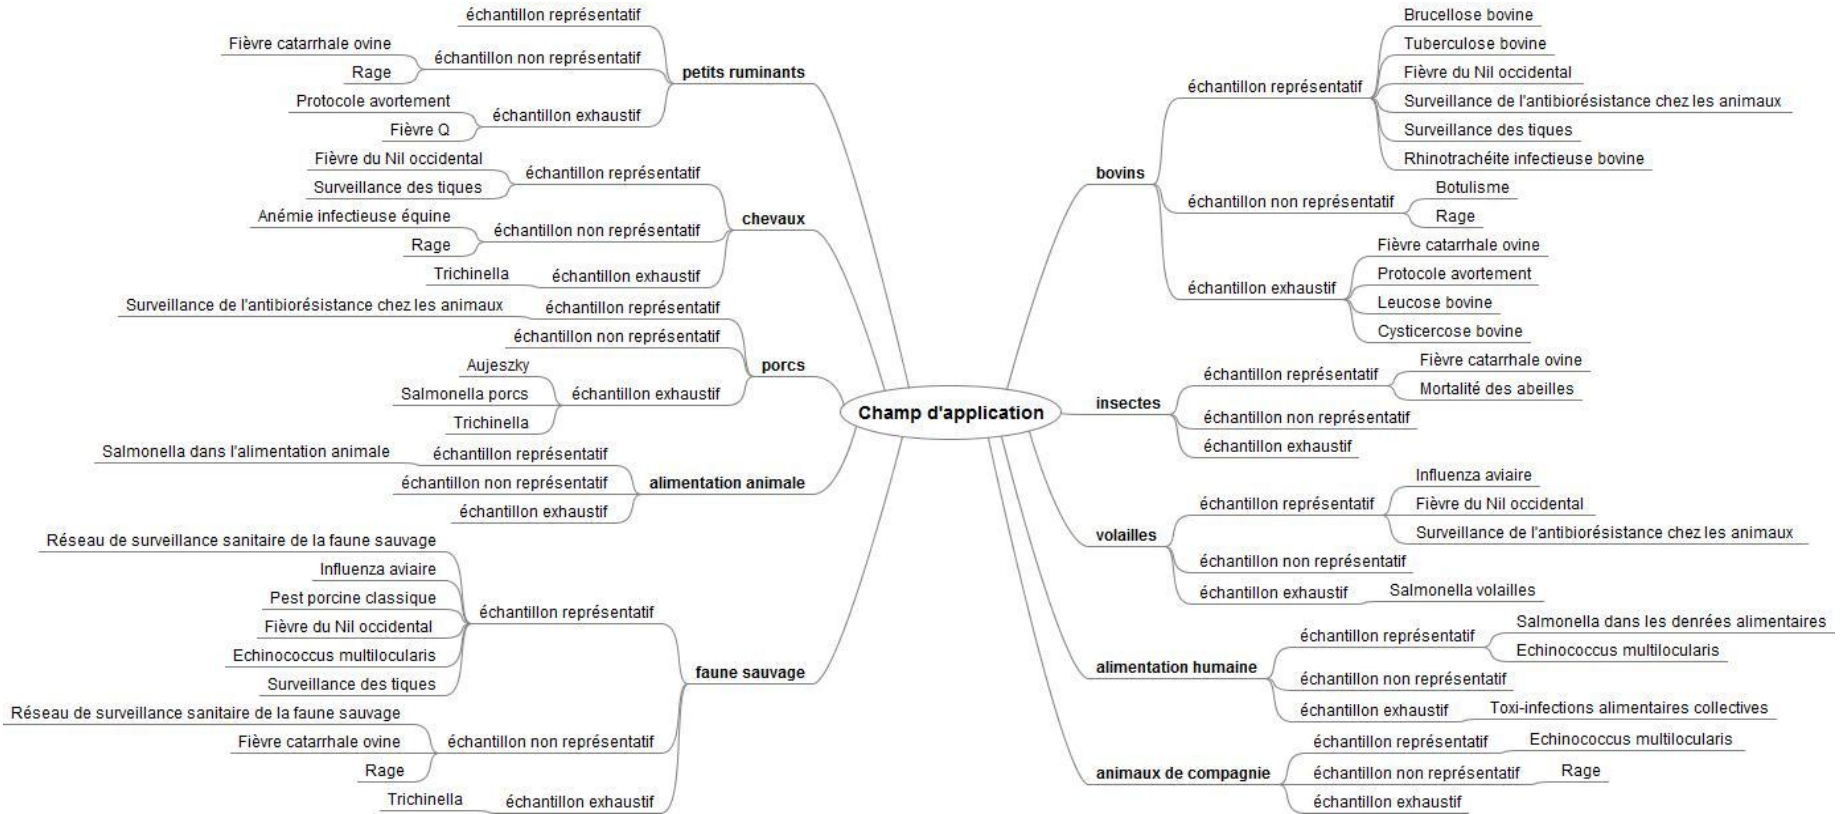 Champ d'application
petits ruminants
échantillon représentatif
échantillon non représentatif
Fièvre catarrhale ovine
Rage
échantillon exhaustif
Protocole avortement
Fièvre Q
chevaux
échantillon représentatif
Fièvre du Nil occidental
Surveillance des tiques
échantillon non représentatif
Anémie infectieuse équine
Rage
échantillon exhaustif
Trichinella
porcs
échantillon représentatif
Surveillance de l'antibiorésistance chez les animaux
échantillon non représentatif
échantillon exhaustif
Aujeszky
Salmonella porcs
Trichinella
alimentation animale
échantillon représentatif
Salmonella dans l'alimentation animale
échantillon non représentatif
échantillon exhaustif
faune sauvage
échantillon représentatif
Réseau de surveillance sanitaire de la faune sauvage
Influenza aviaire
Pest porcine classique
Fièvre du Nil occidental
Echinococcus multilocularis
Surveillance des tiques
échantillon non représentatif
Réseau de surveillance sanitaire de la faune sauvage
Fièvre catarrhale ovine
Rage
échantillon exhaustif
Trichinella
bovins
échantillon représentatif
Brucellose bovine
Tuberculose bovine
Fièvre du Nil occidental
Surveillance de l'antibiorésistance chez les animaux
Surveillance des tiques
Rhinotrachéite infectieuse bovine
échantillon non représentatif
Botulisme
Rage
échantillon exhaustif
Fièvre catarrhale ovine
Protocole avortement
Leucose bovine
Cysticercose bovine
insectes
échantillon représentatif
Fièvre catarrhale ovine
Mortalité des abeilles
échantillon non représentatif
échantillon exhaustif
volailles
échantillon représentatif
Influenza aviaire
Fièvre du Nil occidental
Surveillance de l'antibiorésistance chez les animaux
échantillon non représentatif
échantillon exhaustif
Salmonella volailles
alimentation humaine
échantillon représentatif
Salmonella dans les denrées alimentaires
Echinococcus multilocularis
échantillon non représentatif
échantillon exhaustif
Toxi-infections alimentaires collectives
animaux de compagnie
échantillon représentatif
Echinococcus multilocularis
échantillon non représentatif
Rage
échantillon exhaustif